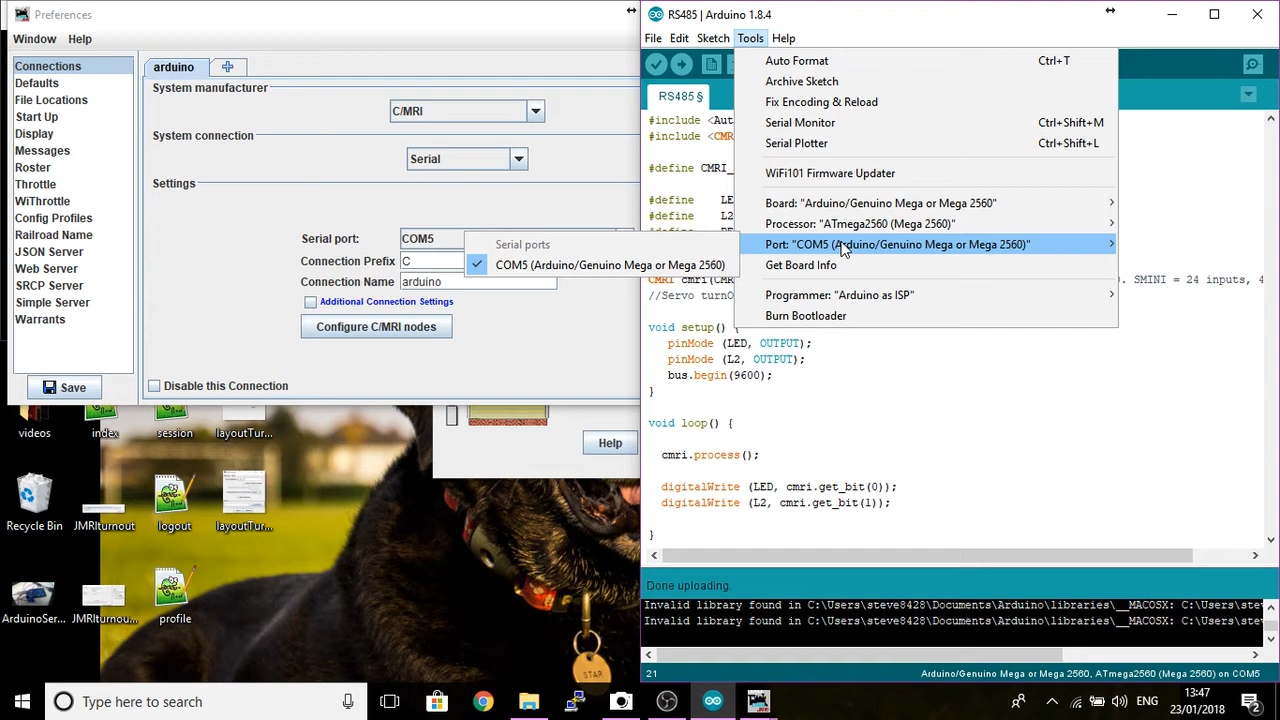 Preferences
Window Help
Connections
Defaults
File Locations
Start Up
Display
Messages
Roster
Throttle
WiThrottle
Config Profiles
Railroad Name
JSON Server
Web Server
SRCP Server
Simple Server
Warrants
Save
arduino
System manufacturer
C/MRI
System connection
Serial
Settings
Serial port: COM5
Connection Prefix C
Connection Name arduino
Additional Connection Settings
Configure C/MRI nodes
Disable this Connection
Serial ports
COM5 (Arduino/Genuino Mega or Mega 2560)
Help
RS485 | Arduino 1.8.4
File Edit Sketch Tools Help
RS485 §
Auto Format Ctrl+T
Archive Sketch
Fix Encoding & Reload
Serial Monitor Ctrl+Shift+M
Serial Plotter Ctrl+Shift+L
WiFi101 Firmware Updater
Board: "Arduino/Genuino Mega or Mega 2560"
Processor: "ATmega2560 (Mega 2560)"
Port: "COM5 (Arduino/Genuino Mega or Mega 2560)"
Get Board Info
Programmer: "Arduino as ISP"
Burn Bootloader
#include <Aut
#include <CMR
#define CMRI_
#define LE
#define L2
CMRI cmri(CM
0. SMINI = 24 inputs, 4
//Servo turnO
void setup() {
pinMode (LED, OUTPUT);
pinMode (L2, OUTPUT);
bus.begin(9600);
}
void loop() {
cmri.process();
digitalWrite (LED, cmri.get_bit(0));
digitalWrite (L2, cmri.get_bit(1));
}
Done uploading.
Invalid library found in C:\Users\steve8428\Documents\Arduino\libraries\__MACOSX: C:\Users\stev
Invalid library found in C:\Users\steve8428\Documents\Arduino\libraries\__MACOSX: C:\Users\stev
21 Arduino/Genuino Mega or Mega 2560, ATmega2560 (Mega 2560) on COM5
videos index session layoutTur...
Recycle Bin JMRIturnout logout layoutTur...
ArduinoSer... JMRIturnou... profile
STAR
Type here to search
ENG
13:47
23/01/2018
2